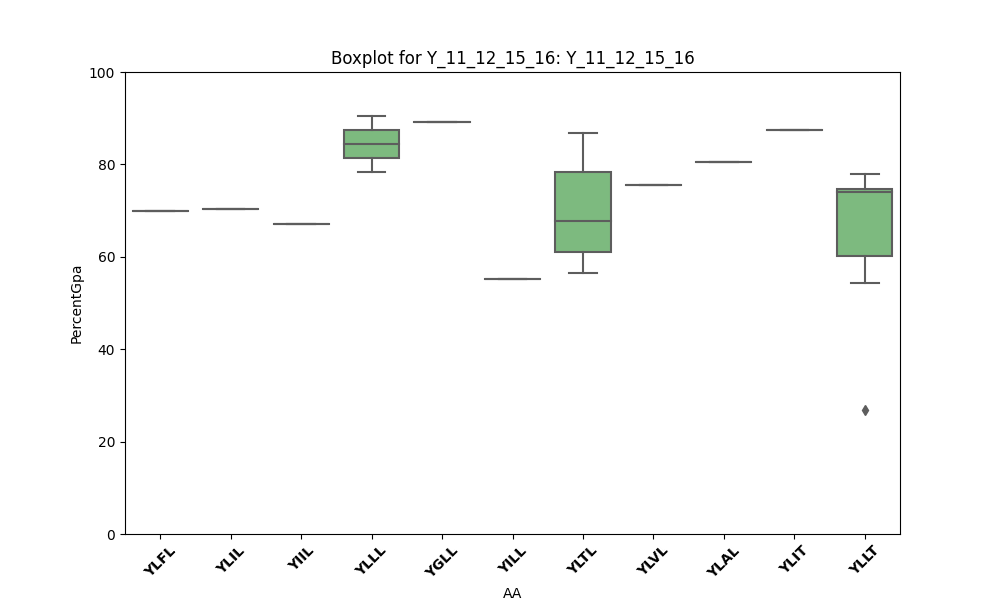 Boxplot for Y_11_12_15_16: Y_11_12_15_16
100
80
60
40
20
0
PercentGpa
YLFL
YLIL
YIIL
YLLL
YGLL
YILL
YLTL
YLVL
YLAL
YLIT
YLLT
AA